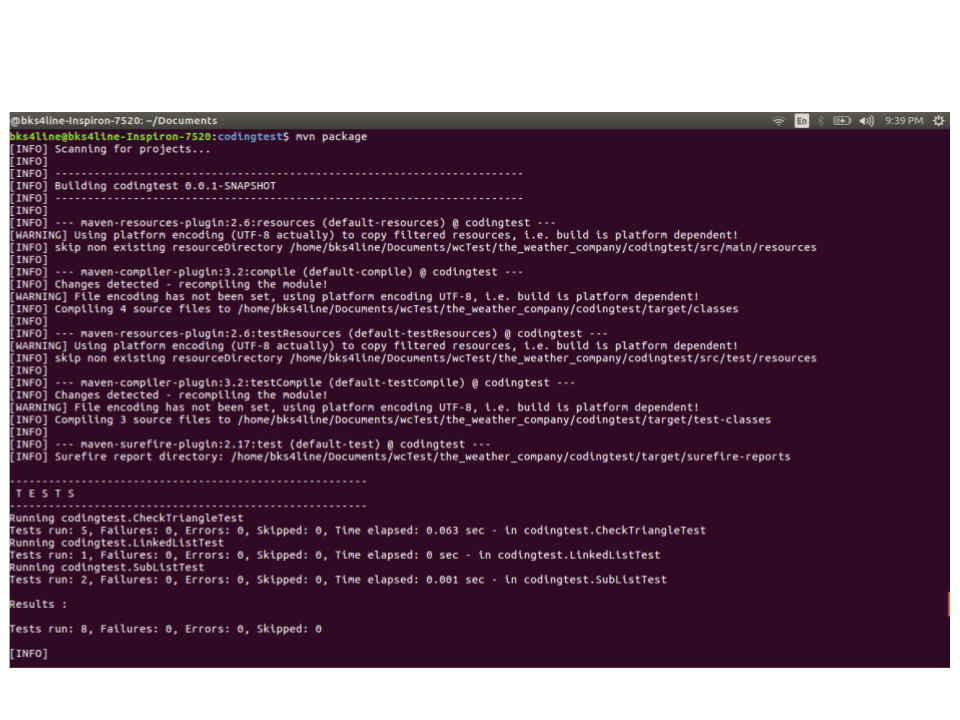 @bks4line-Inspiron-7520: ~/Documents En 9:39 PM
bks4line@bks4line-Inspiron-7520:codingtest$ mvn package
[INFO] Scanning for projects...
[INFO]
[INFO] ------------------------------------------------------------------------
[INFO] Building codingtest 0.0.1-SNAPSHOT
[INFO] ------------------------------------------------------------------------
[INFO]
[INFO] --- maven-resources-plugin:2.6:resources (default-resources) @ codingtest ---
[WARNING] Using platform encoding (UTF-8 actually) to copy filtered resources, i.e. build is platform dependent!
[INFO] skip non existing resourceDirectory /home/bks4line/Documents/wcTest/the_weather_company/codingtest/src/main/resources
[INFO]
[INFO] --- maven-compiler-plugin:3.2:compile (default-compile) @ codingtest ---
[INFO] Changes detected - recompiling the module!
[WARNING] File encoding has not been set, using platform encoding UTF-8, i.e. build is platform dependent!
[INFO] Compiling 4 source files to /home/bks4line/Documents/wcTest/the_weather_company/codingtest/target/classes
[INFO]
[INFO] --- maven-resources-plugin:2.6:testResources (default-testResources) @ codingtest ---
[WARNING] Using platform encoding (UTF-8 actually) to copy filtered resources, i.e. build is platform dependent!
[INFO] skip non existing resourceDirectory /home/bks4line/Documents/wcTest/the_weather_company/codingtest/src/test/resources
[INFO]
[INFO] --- maven-compiler-plugin:3.2:testCompile (default-testCompile) @ codingtest ---
[INFO] Changes detected - recompiling the module!
[WARNING] File encoding has not been set, using platform encoding UTF-8, i.e. build is platform dependent!
[INFO] Compiling 3 source files to /home/bks4line/Documents/wcTest/the_weather_company/codingtest/target/test-classes
[INFO]
[INFO] --- maven-surefire-plugin:2.17:test (default-test) @ codingtest ---
[INFO] Surefire report directory: /home/bks4line/Documents/wcTest/the_weather_company/codingtest/target/surefire-reports
-------------------------------------------------------
T E S T S
-------------------------------------------------------
Running codingtest.CheckTriangleTest
Tests run: 5, Failures: 0, Errors: 0, Skipped: 0, Time elapsed: 0.063 sec - in codingtest.CheckTriangleTest
Running codingtest.LinkedListTest
Tests run: 1, Failures: 0, Errors: 0, Skipped: 0, Time elapsed: 0 sec - in codingtest.LinkedListTest
Running codingtest.SubListTest
Tests run: 2, Failures: 0, Errors: 0, Skipped: 0, Time elapsed: 0.001 sec - in codingtest.SubListTest
Results :
Tests run: 8, Failures: 0, Errors: 0, Skipped: 0
[INFO]